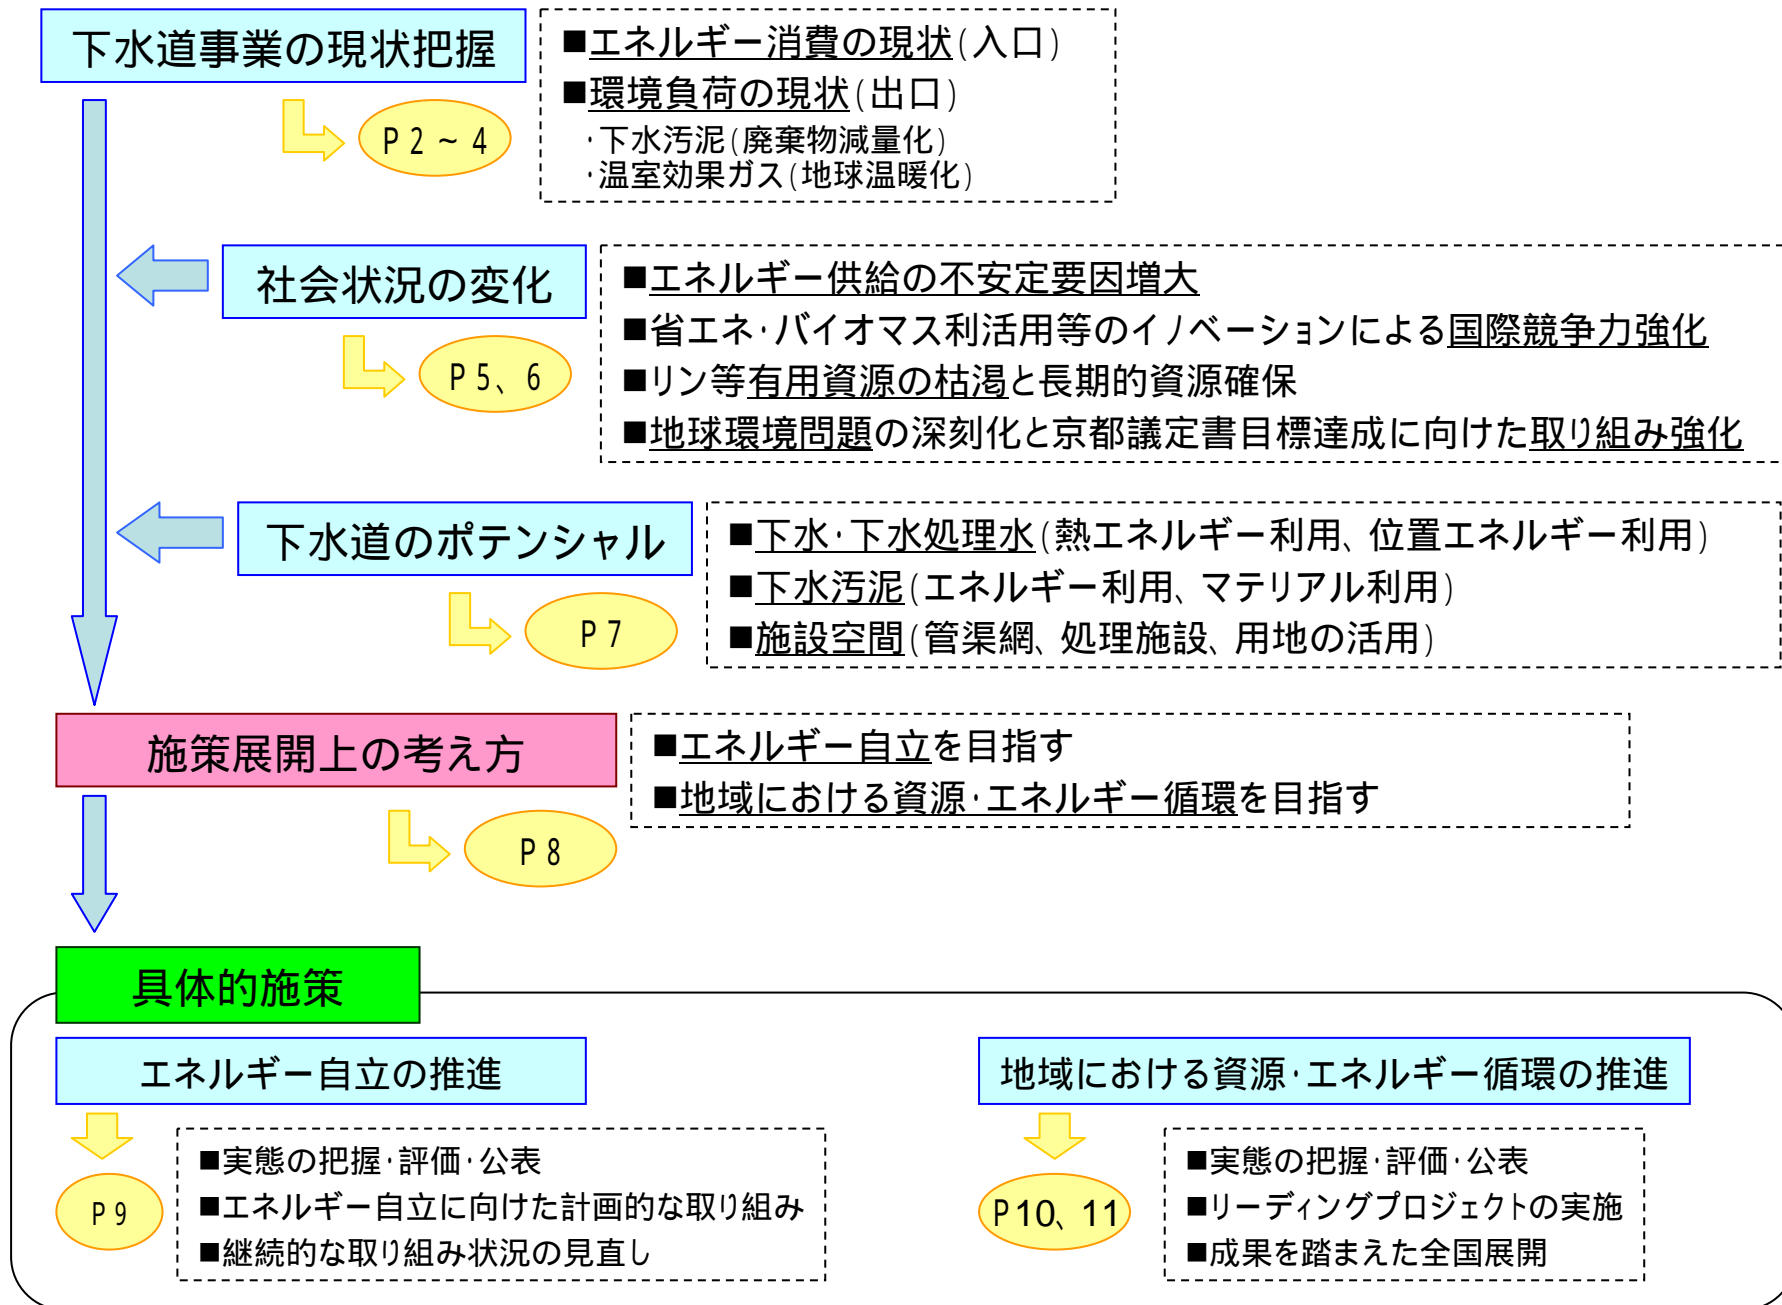 下水道事業の現状把握
■エネルギー消費の現状(入口)
■環境負荷の現状(出口)
・下水汚泥(廃棄物減量化)
・温室効果ガス(地球温暖化)
P2~4
社会状況の変化
■エネルギー供給の不安定要因増大
■省エネ・バイオマス利活用等のイノベーションによる国際競争力強化
■リン等有用資源の枯渇と長期的資源確保
■地球環境問題の深刻化と京都議定書目標達成に向けた取り組み強化
P5、6
下水道のポテンシャル
■下水・下水処理水(熱エネルギー利用、位置エネルギー利用)
■下水汚泥(エネルギー利用、マテリアル利用)
■施設空間(管渠網、処理施設、用地の活用)
P7
施策展開上の考え方
■エネルギー自立を目指す
■地域における資源・エネルギー循環を目指す
P8
具体的施策
エネルギー自立の推進
P9
■実態の把握・評価・公表
■エネルギー自立に向けた計画的な取り組み
■継続的な取り組み状況の見直し
地域における資源・エネルギー循環の推進
P10、11
■実態の把握・評価・公表
■リーディングプロジェクトの実施
■成果を踏まえた全国展開